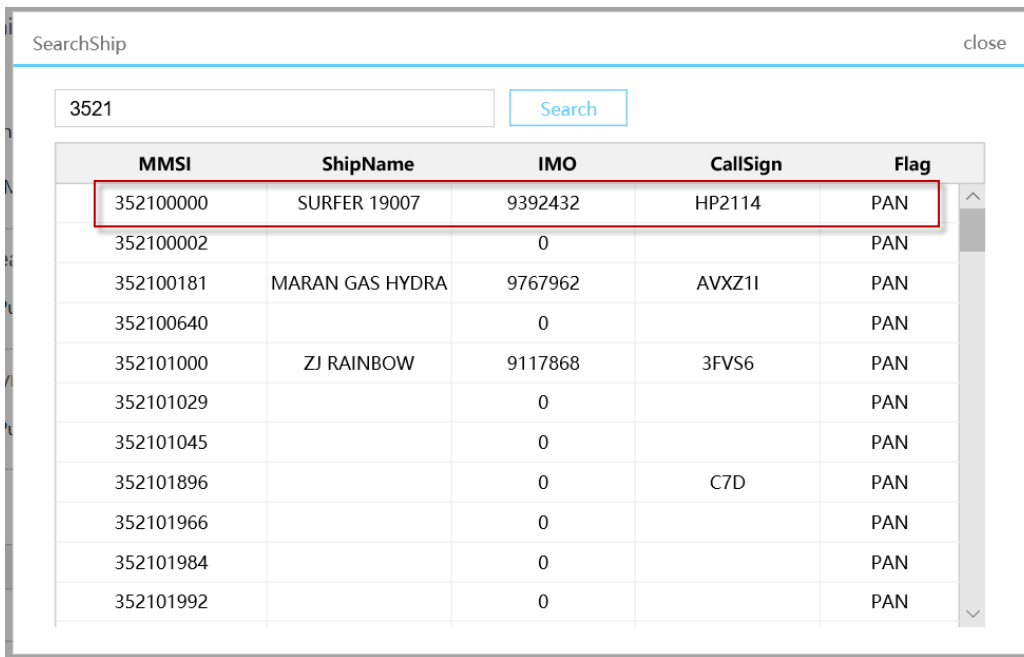 SearchShip close
3521 Search
MMSI ShipName IMO CallSign Flag
352100000 SURFER 19007 9392432 HP2114 PAN
352100002 0 PAN
352100181 MARAN GAS HYDRA 9767962 AVXZ1I PAN
352100640 0 PAN
352101000 ZJ RAINBOW 9117868 3FVS6 PAN
352101029 0 PAN
352101045 0 PAN
352101896 0 C7D PAN
352101966 0 PAN
352101984 0 PAN
352101992 0 PAN